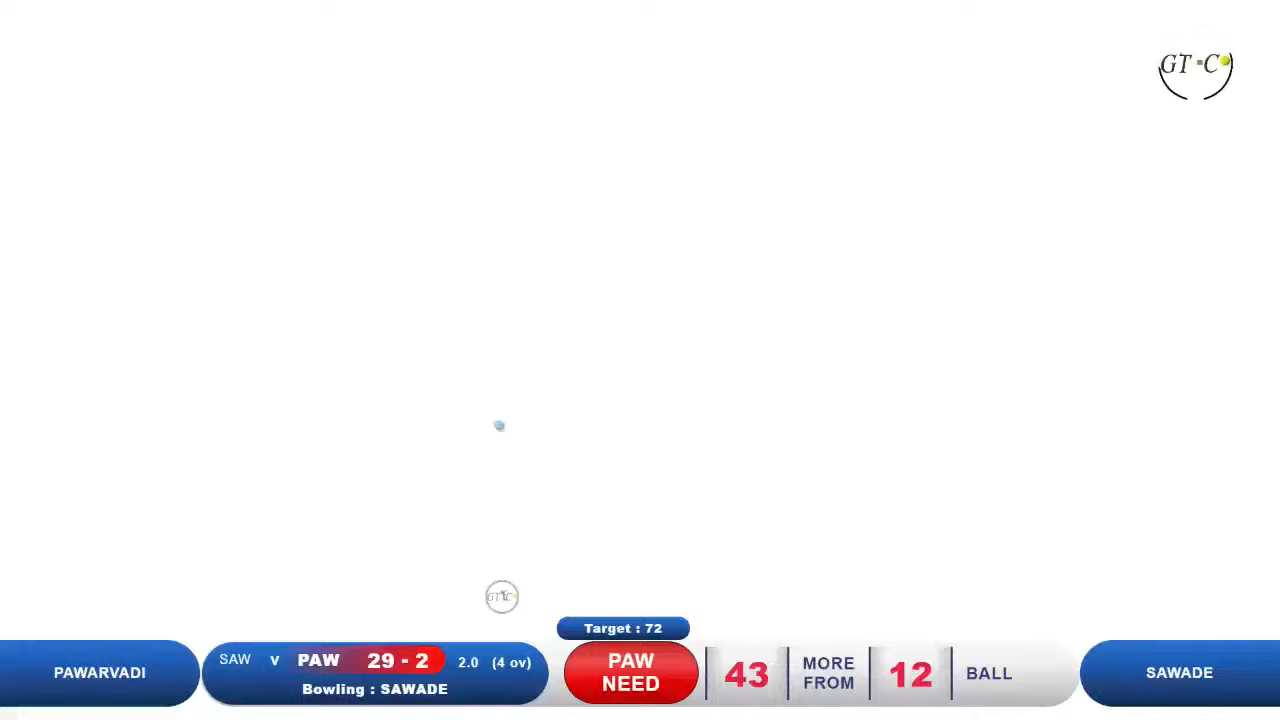 GT C
GT C
Target : 72
PAWARVADI
SAW v PAW 29 - 2 2.0 (4 ov)
Bowling : SAWADE
PAW
NEED
43
MORE
FROM
12
BALL
SAWADE